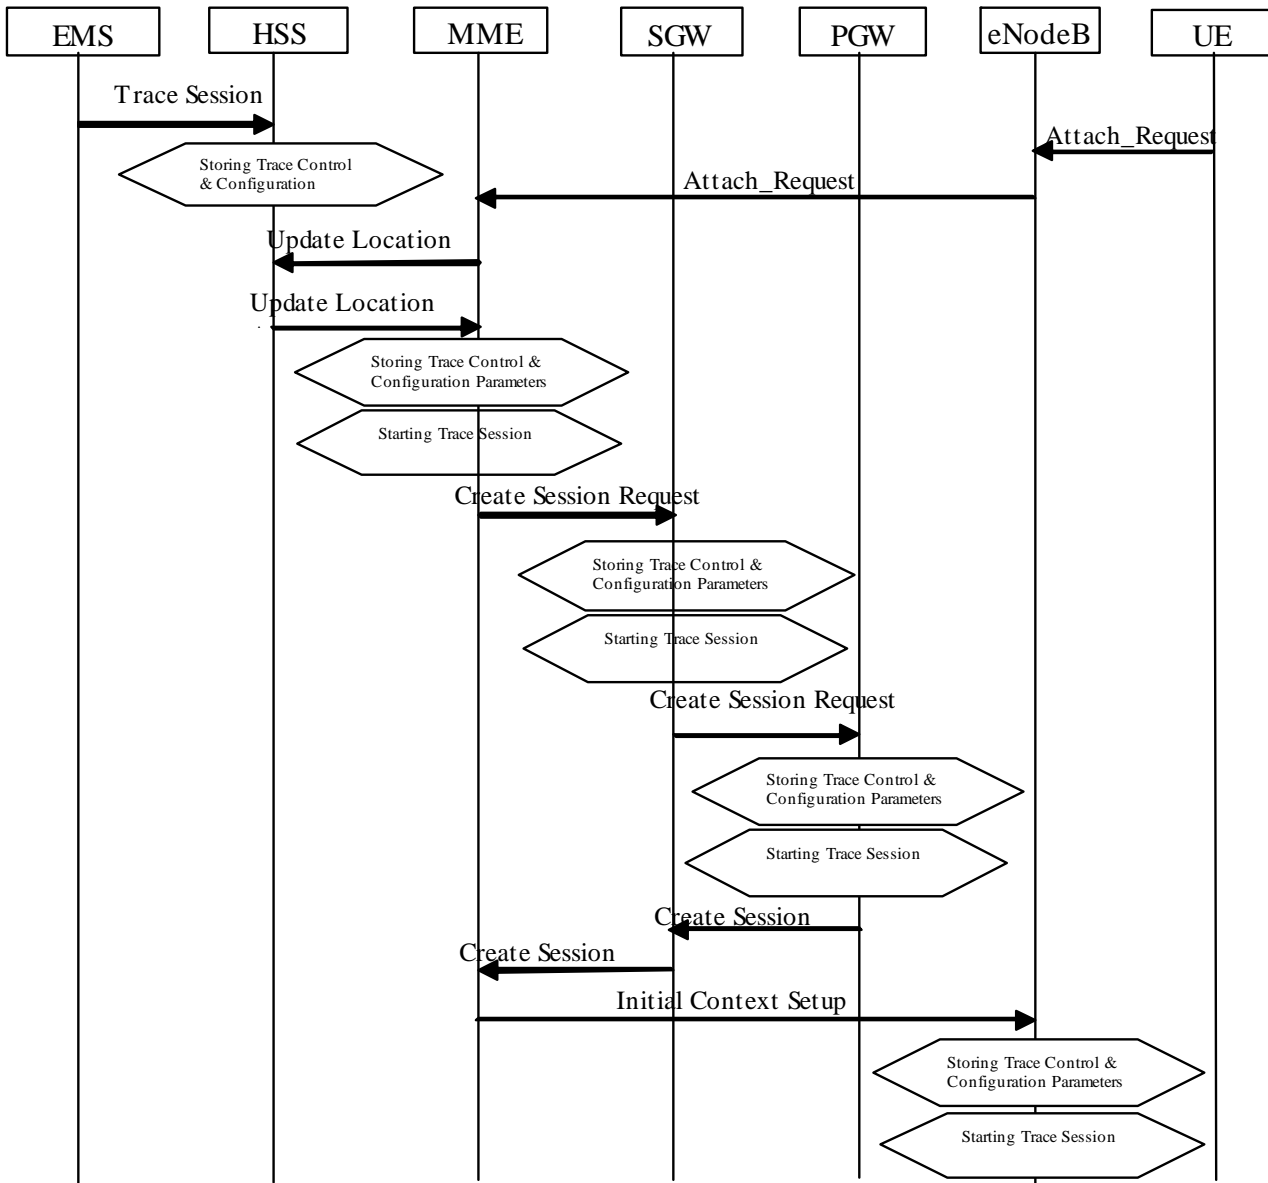 EMS
HSS
MME
SGW
PGW
eNodeB
UE
Trace Session
Attach_Request
Storing Trace Control
& Configuration
Attach_Request
Update Location
Update Location
Storing Trace Control &
Configuration Parameters
Starting Trace Session
Create Session Request
Storing Trace Control &
Configuration Parameters
Starting Trace Session
Create Session Request
Storing Trace Control &
Configuration Parameters
Starting Trace Session
Create Session
Create Session
Initial Context Setup
Storing Trace Control &
Configuration Parameters
Starting Trace Session